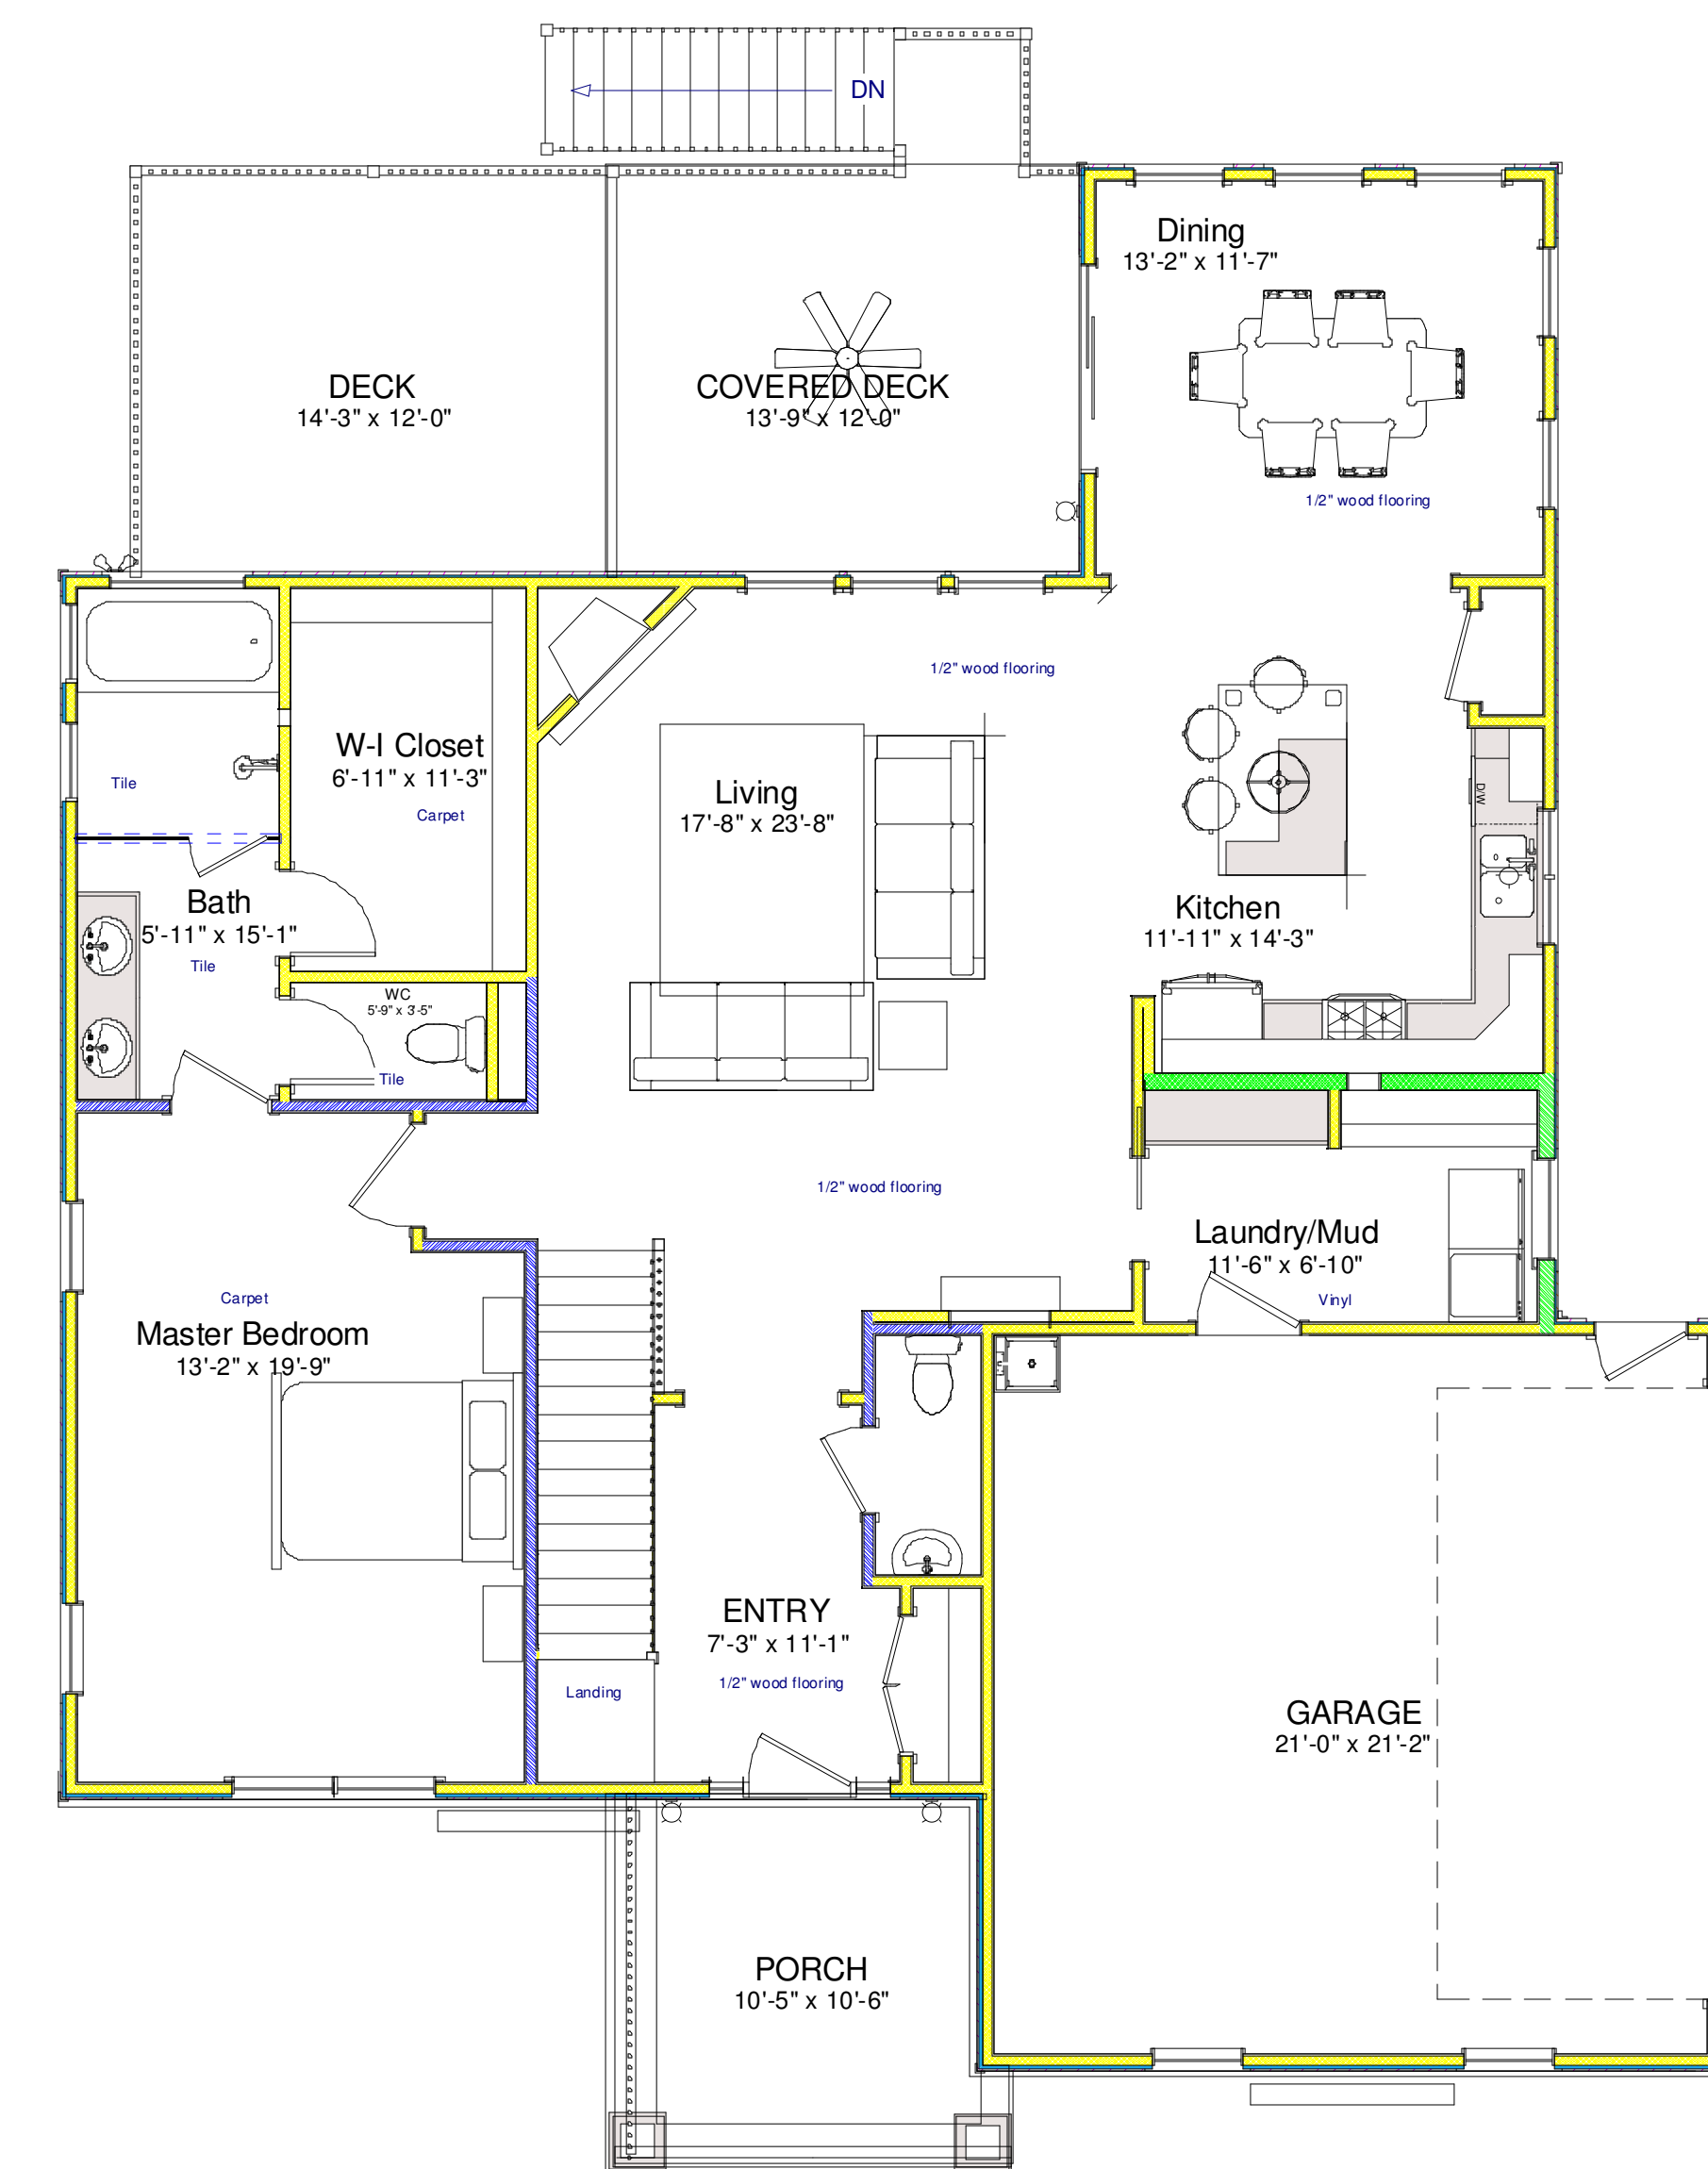 DN
Dining
13'-2" x 11'-7"
DECK
14'-3" x 12'-0"
COVERED DECK
13'-9" x 12'-0"
1/2" wood flooring
1/2" wood flooring
W-I Closet
6'-11" x 11'-3"
Carpet
Tile
Living
17'-8" x 23'-8"
D/W
Bath
5'-11" x 15'-1"
Tile
Kitchen
11'-11" x 14'-3"
WC
5'-9" x 3'-5"
Tile
1/2" wood flooring
Laundry/Mud
11'-6" x 6'-10"
Vinyl
Carpet
Master Bedroom
13'-2" x 19'-9"
ENTRY
7'-3" x 11'-1"
1/2" wood flooring
Landing
GARAGE
21'-0" x 21'-2"
PORCH
10'-5" x 10'-6"